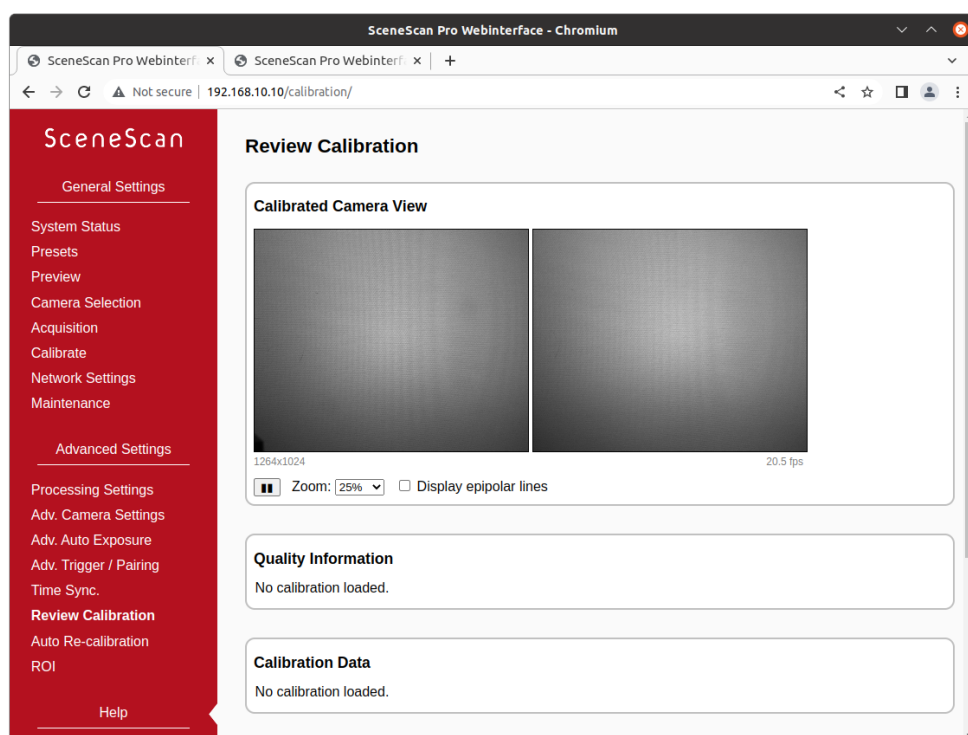 SceneScan Pro Webinterface - Chromium
SceneScan Pro Webinterf
SceneScan Pro Webinterf
Not secure
192.168.10.10/calibration/
SceneScan
General Settings
System Status
Presets
Preview
Camera Selection
Acquisition
Calibrate
Network Settings
Maintenance
Advanced Settings
Processing Settings
Adv. Camera Settings
Adv. Auto Exposure
Adv. Trigger / Pairing
Time Sync.
Review Calibration
Auto Re-calibration
ROI
Help
Review Calibration
Calibrated Camera View
1264x1024
20.5 fps
Zoom: 25%
Display epipolar lines
Quality Information
No calibration loaded.
Calibration Data
No calibration loaded.